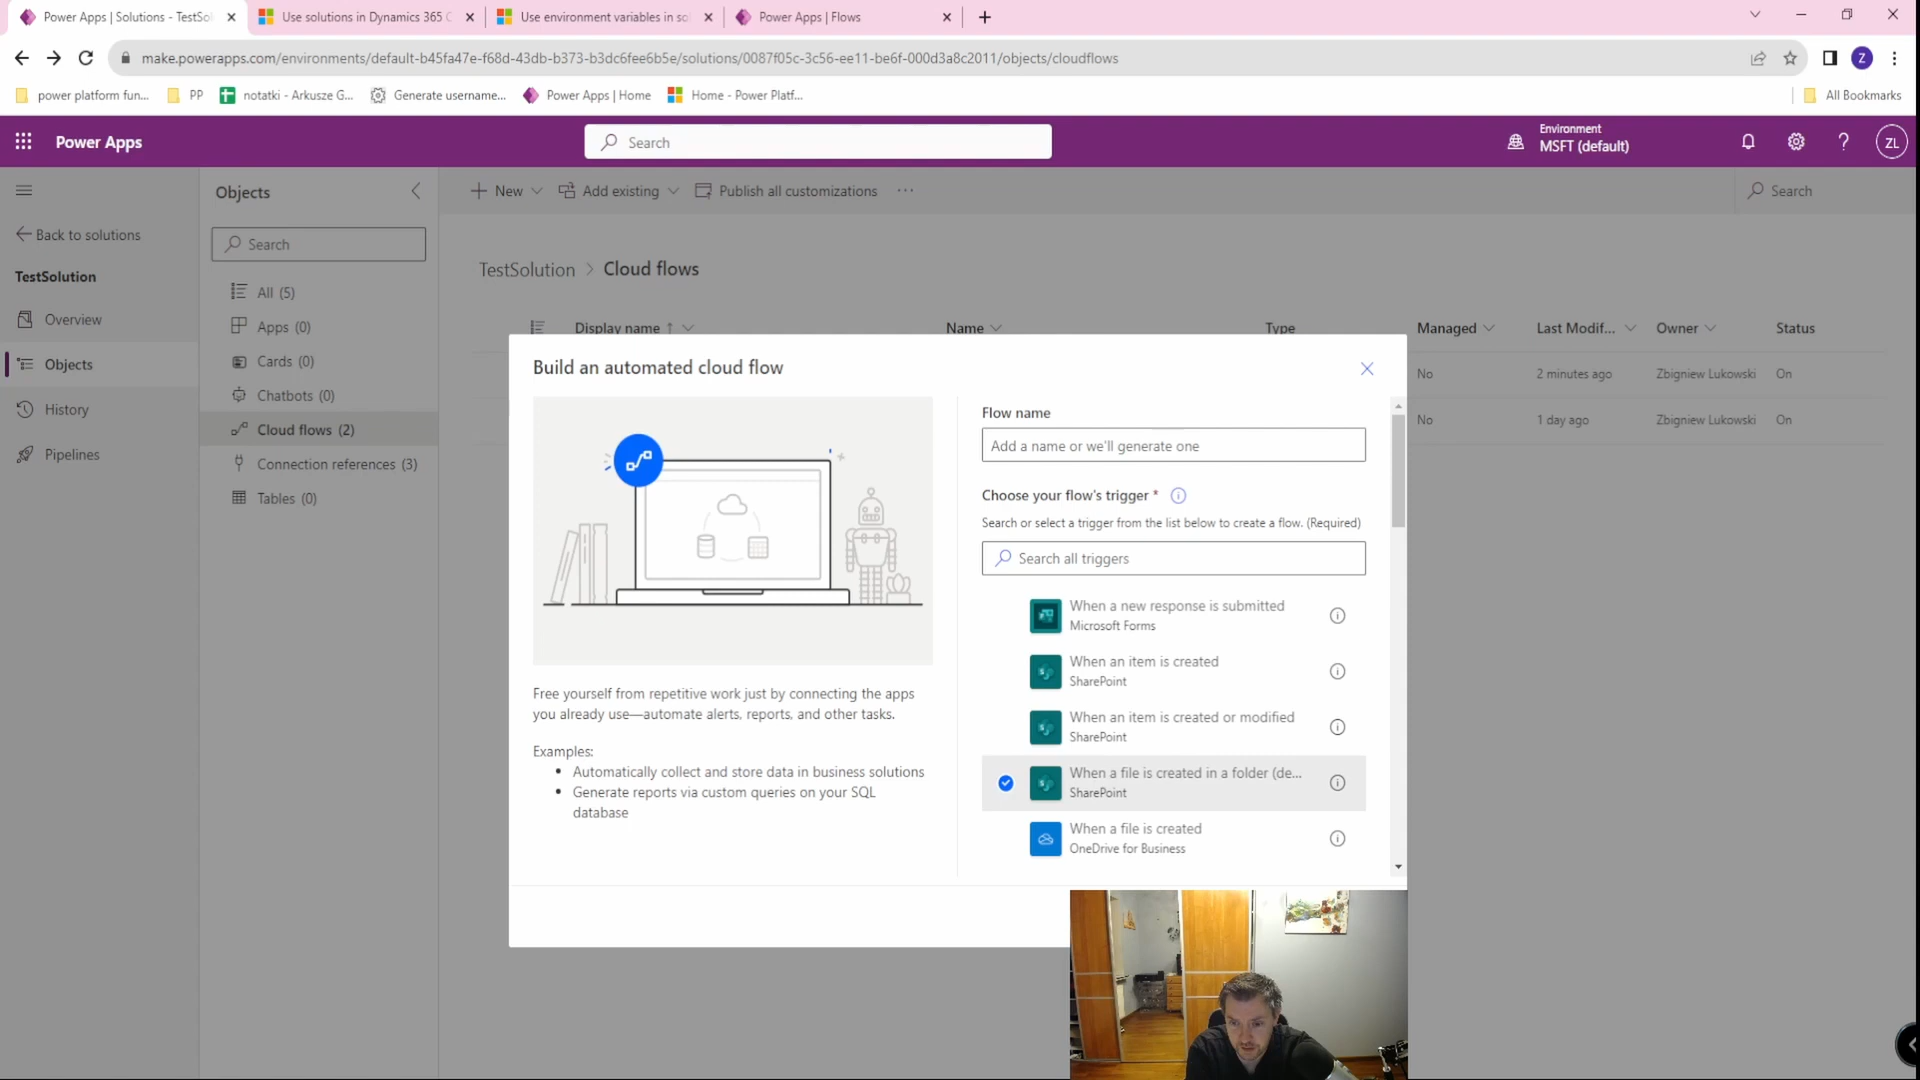 Power Apps | Solutions - TestSolu
Use solutions in Dynamics 365 C
Use environment variables in so
Power Apps | Flows
make.powerapps.com/environments/default-b45fa47e-f68d-43db-b373-b3dc6fee6b5e/solutions/0087f05c-3c56-ee11-be6f-000d3a8c2011/objects/cloudflows
Z
power platform fun...
PP
notatki - Arkusze G...
Generate username...
Power Apps | Home
Home - Power Platf...
All Bookmarks
Power Apps
Search
Environment
MSFT (default)
ZL
Objects
New
Add existing
Publish all customizations
Search
Back to solutions
Search
TestSolution
Overview
Objects
History
Pipelines
All (5)
Apps (0)
Cards (0)
Chatbots (0)
Cloud flows (2)
Connection references (3)
Tables (0)
TestSolution > Cloud flows
Display name ↑
Name
Type
Managed
Last Modif...
Owner
Status
No
2 minutes ago
Zbigniew Lukowski
On
No
1 day ago
Zbigniew Lukowski
On
Build an automated cloud flow
Free yourself from repetitive work just by connecting the apps
you already use—automate alerts, reports, and other tasks.
Examples:
• Automatically collect and store data in business solutions
• Generate reports via custom queries on your SQL
database
Flow name
Add a name or we'll generate one
Choose your flow's trigger *
Search or select a trigger from the list below to create a flow. (Required)
Search all triggers
When a new response is submitted
Microsoft Forms
When an item is created
SharePoint
When an item is created or modified
SharePoint
When a file is created in a folder (de...
SharePoint
When a file is created
OneDrive for Business